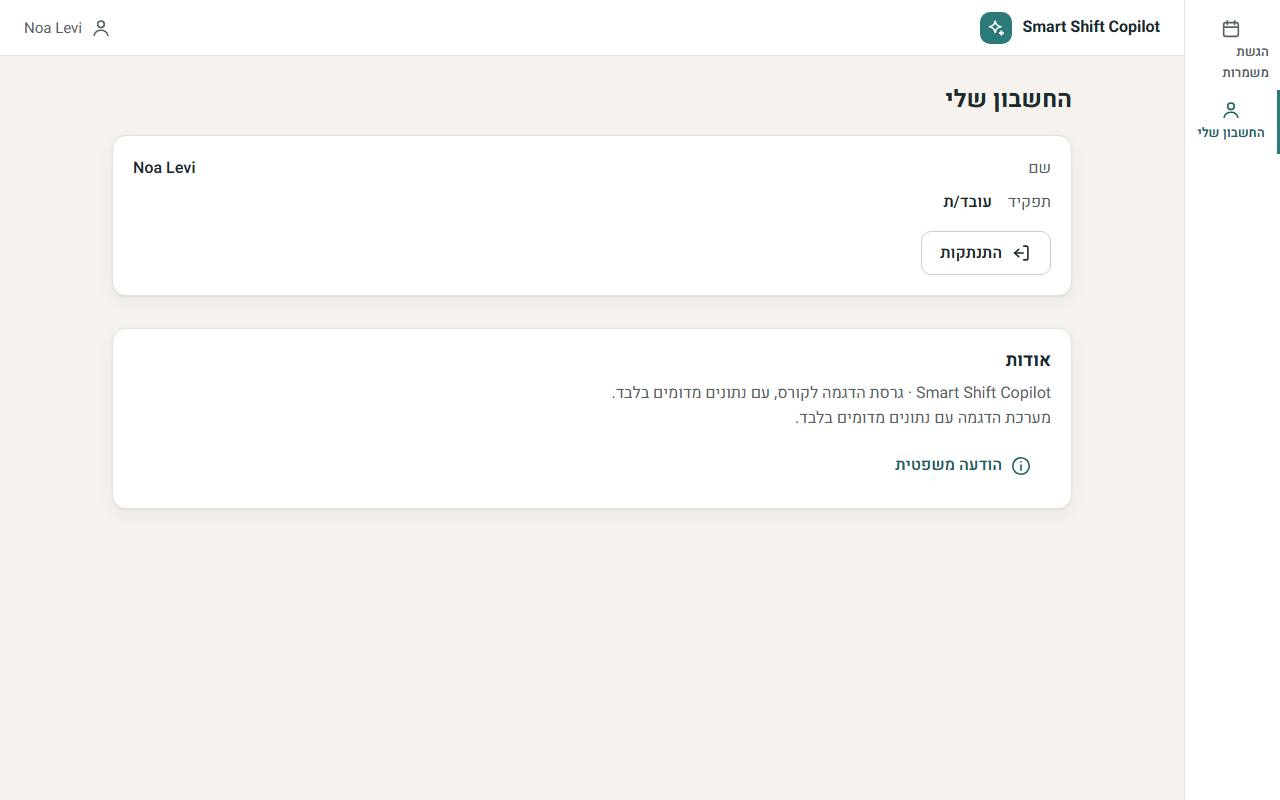 Smart Shift Copilot
Noa Levi
הגשת
משמרות
החשבון שלי
החשבון שלי
שם Noa Levi
תפקיד עובד/ת
התנתקות
אודות
Smart Shift Copilot · גרסת הדגמה לקורס, עם נתונים מדומים בלבד.
מערכת הדגמה עם נתונים מדומים בלבד.
הודעה משפטית